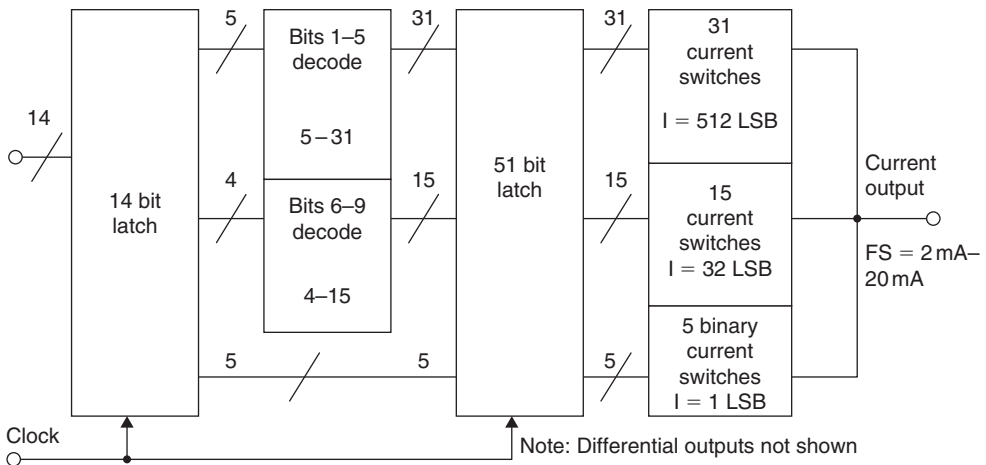 14
14 bit
latch
5
Bits 1–5
decode
5–31
31
4
Bits 6–9
decode
4–15
15
5
5
51 bit
latch
31
31
current
switches
I = 512 LSB
15
15
current
switches
I = 32 LSB
5
5 binary
current
switches
I = 1 LSB
Current
output
FS = 2 mA–
20 mA
Clock
Note: Differential outputs not shown